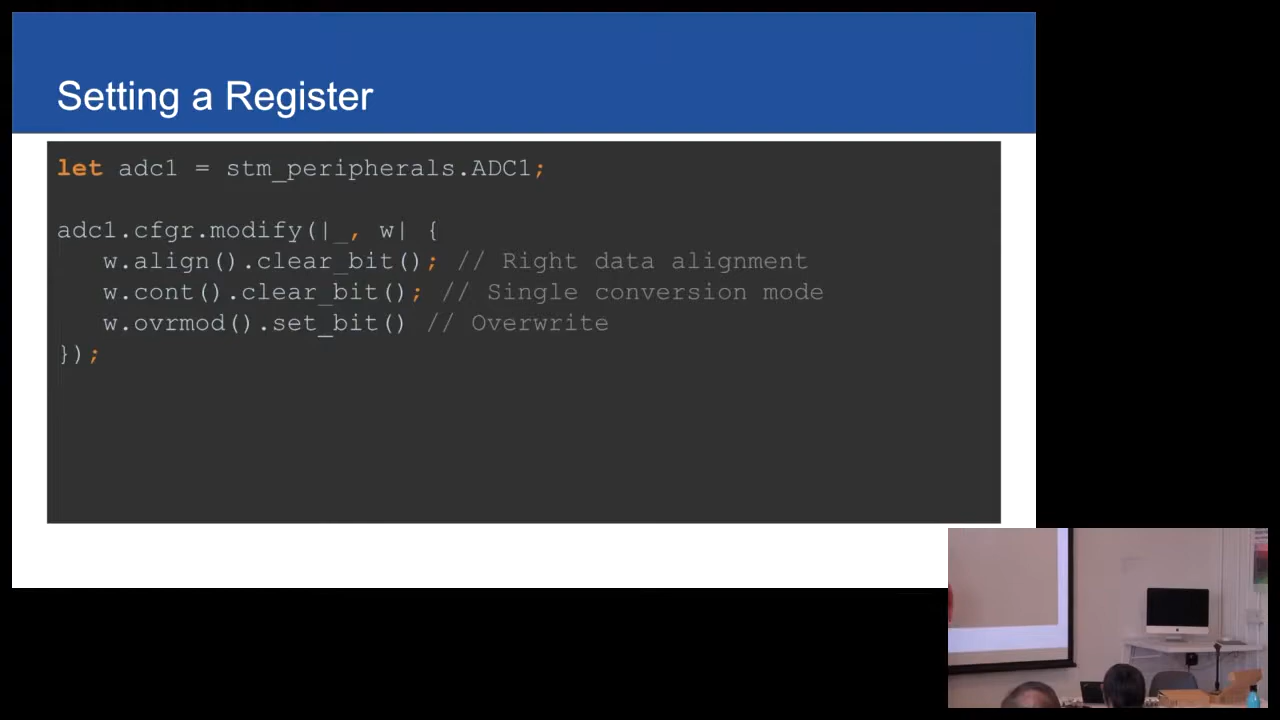 Setting a Register
let adc1 = stm_peripherals.ADC1;
adc1.cfgr.modify(|_, w| {
w.align().clear_bit(); // Right data alignment
w.cont().clear_bit(); // Single conversion mode
w.ovrmod().set_bit() // Overwrite
});